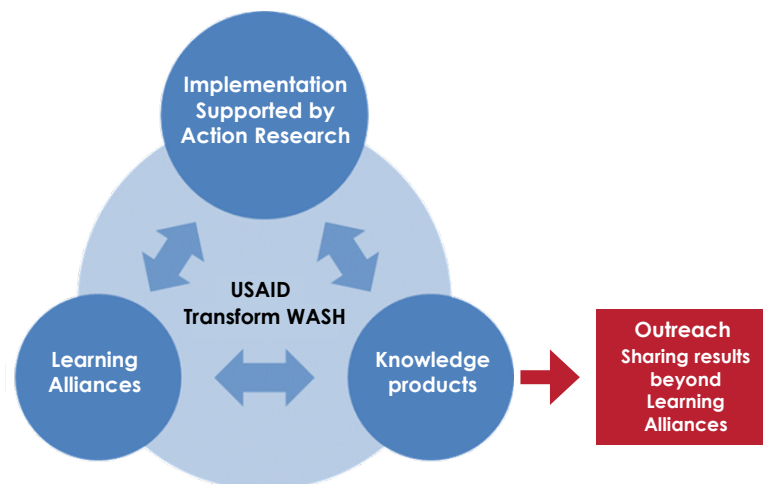 Implementation
Supported by
Action Research
USAID
Transform WASH
Learning
Alliances
Knowledge
products
Outreach
Sharing results
beyond
Learning
Alliances